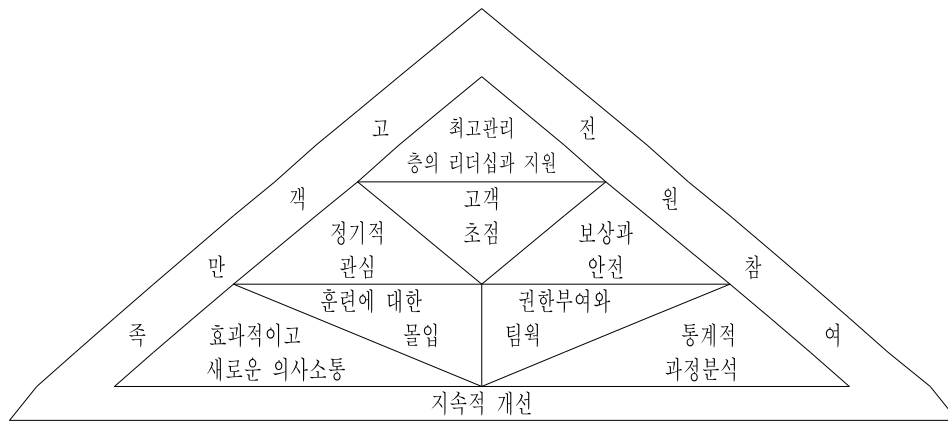 고객만족
전원참여
최고관리
층의 리더십과 지원
고객
초점
정기적
관심
보상과
안전
훈련에 대한
몰입
권한부여와
팀웍
효과적이고
새로운 의사소통
통계적
과정분석
지속적 개선